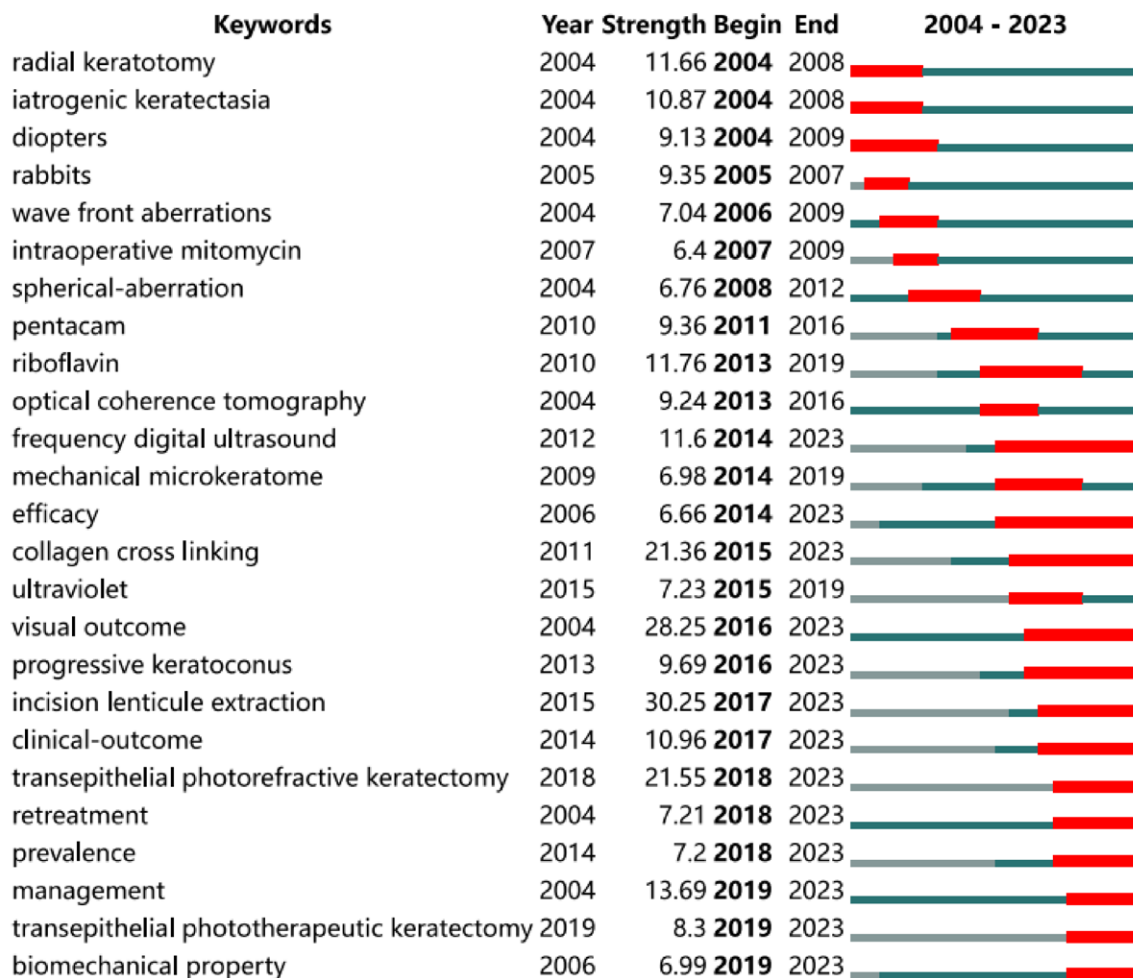 Keywords Year Strength Begin End 2004 - 2023
radial keratotomy 2004 11.66 2004 2008
iatrogenic keratectasia 2004 10.87 2004 2008
diopters 2004 9.13 2004 2009
rabbits 2005 9.35 2005 2007
wave front aberrations 2004 7.04 2006 2009
intraoperative mitomycin 2007 6.4 2007 2009
spherical-aberration 2004 6.76 2008 2012
pentacam 2010 9.36 2011 2016
riboflavin 2010 11.76 2013 2019
optical coherence tomography 2004 9.24 2013 2016
frequency digital ultrasound 2012 11.6 2014 2023
mechanical microkeratome 2009 6.98 2014 2019
efficacy 2006 6.66 2014 2023
collagen cross linking 2011 21.36 2015 2023
ultraviolet 2015 7.23 2015 2019
visual outcome 2004 28.25 2016 2023
progressive keratoconus 2013 9.69 2016 2023
incision lenticule extraction 2015 30.25 2017 2023
clinical-outcome 2014 10.96 2017 2023
transepithelial photorefractive keratectomy 2018 21.55 2018 2023
retreatment 2004 7.21 2018 2023
prevalence 2014 7.2 2018 2023
management 2004 13.69 2019 2023
transepithelial phototherapeutic keratectomy 2019 8.3 2019 2023
biomechanical property 2006 6.99 2019 2023